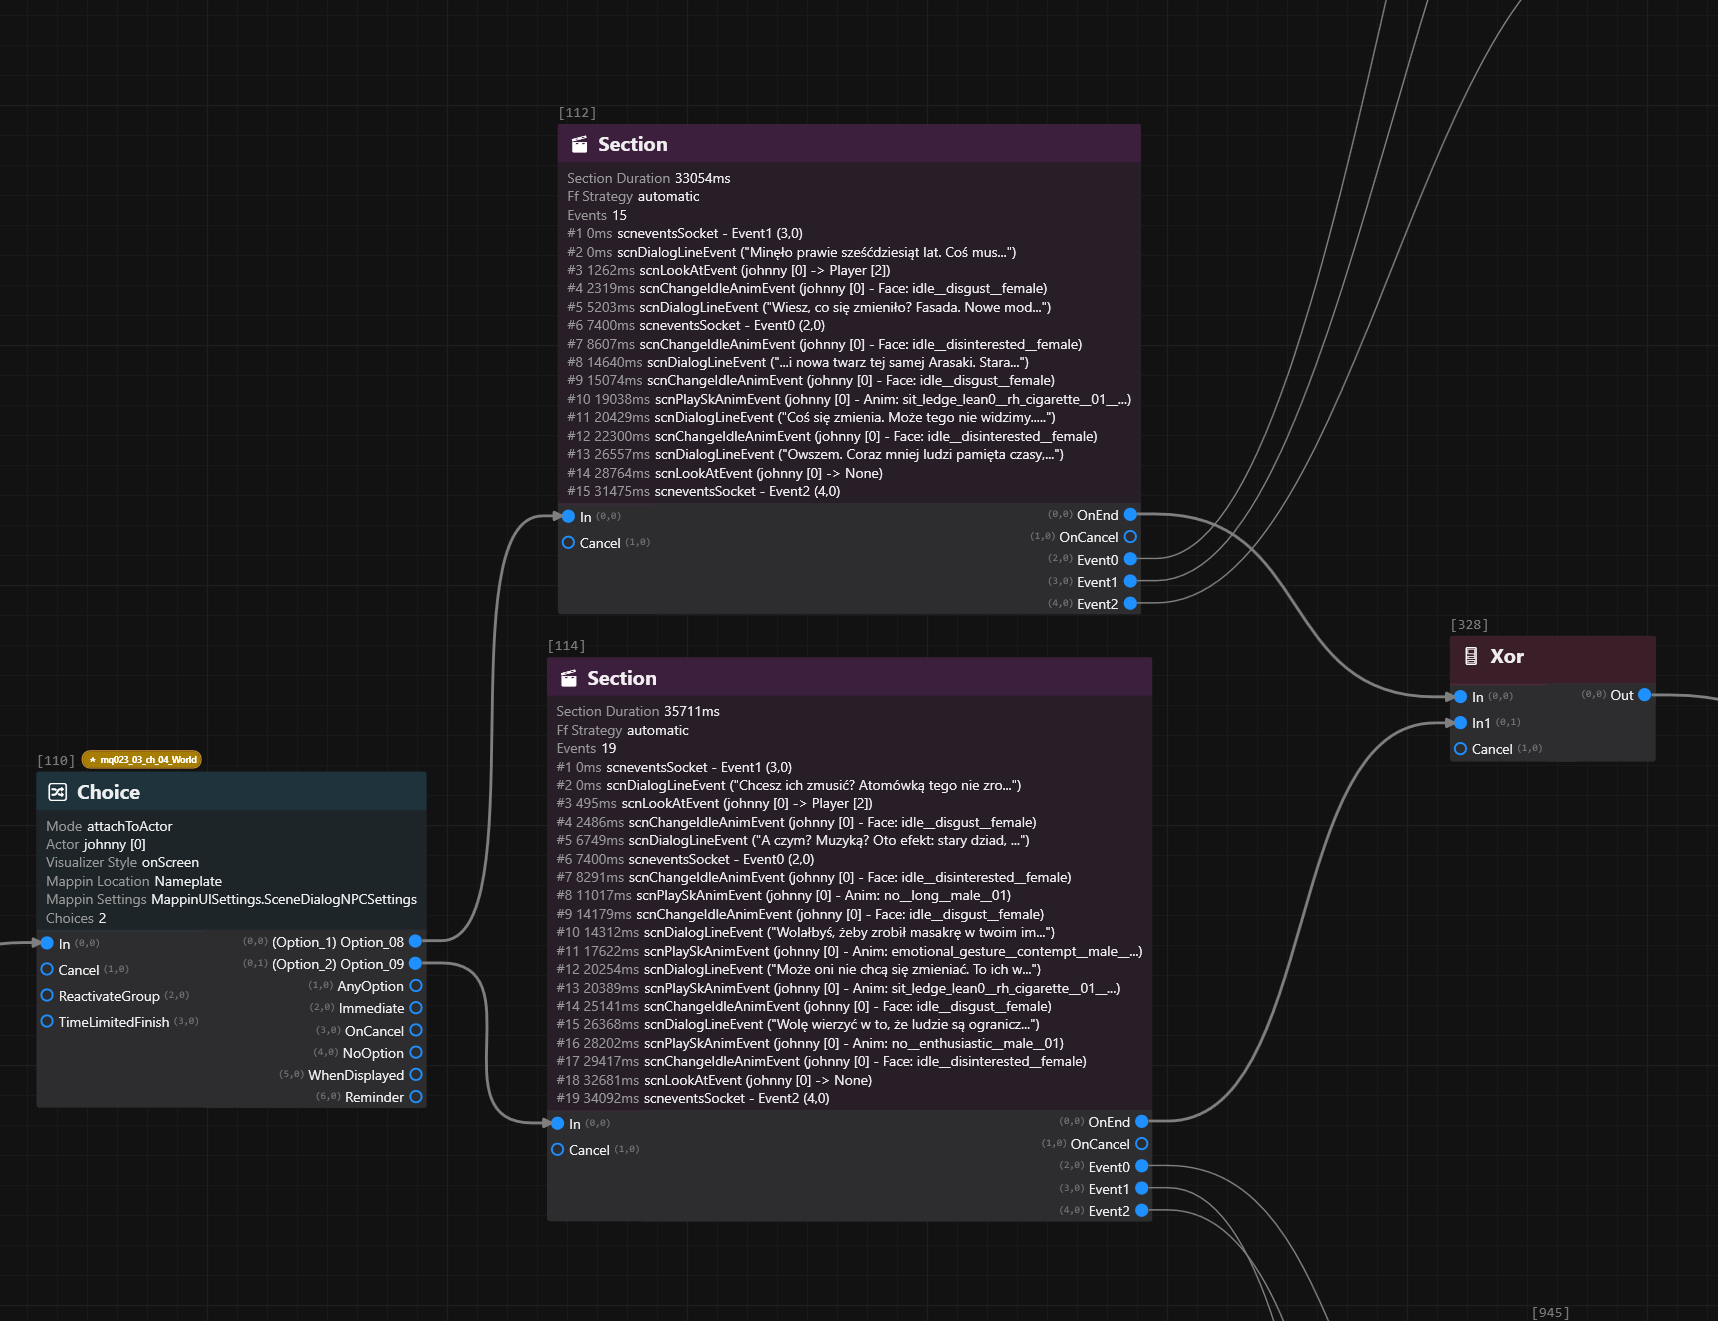 [112]
Section
Section Duration 33054ms
Ff Strategy automatic
Events 15
#1 0ms scneventsSocket - Event1 (3,0)
#2 0ms scnDialogLineEvent ("Minęło prawie sześćdziesiąt lat. Coś mus...")
#3 1262ms scnLookAtEvent (johnny [0] -> Player [2])
#4 2319ms scnChangeIdleAnimEvent (johnny [0] - Face: idle__disgust__female)
#5 5203ms scnDialogLineEvent ("Wiesz, co się zmieniło? Fasada. Nowe mod...")
#6 7400ms scneventsSocket - Event0 (2,0)
#7 8607ms scnChangeIdleAnimEvent (johnny [0] - Face: idle__disinterested__female)
#8 14640ms scnDialogLineEvent ("...i nowa twarz tej samej Arasaki. Stara...")
#9 15074ms scnChangeIdleAnimEvent (johnny [0] - Face: idle__disgust__female)
#10 19038ms scnPlaySkAnimEvent (johnny [0] - Anim: sit_ledge_lean0__rh_cigarette__01__...)
#11 20429ms scnDialogLineEvent ("Coś się zmienia. Może tego nie widzimy.....")
#12 22300ms scnChangeIdleAnimEvent (johnny [0] - Face: idle__disinterested__female)
#13 26557ms scnDialogLineEvent ("Owszem. Coraz mniej ludzi pamięta czasy,...")
#14 28764ms scnLookAtEvent (johnny [0] -> None)
#15 31475ms scneventsSocket - Event2 (4,0)
In (0,0)
Cancel (1,0)
(0,0) OnEnd
(1,0) OnCancel
(2,0) Event0
(3,0) Event1
(4,0) Event2
[114]
Section
Section Duration 35711ms
Ff Strategy automatic
Events 19
#1 0ms scneventsSocket - Event1 (3,0)
#2 0ms scnDialogLineEvent ("Chcesz ich zmusić? Atomówką tego nie zro...")
#3 495ms scnLookAtEvent (johnny [0] -> Player [2])
#4 2486ms scnChangeIdleAnimEvent (johnny [0] - Face: idle__disgust__female)
#5 6749ms scnDialogLineEvent ("A czym? Muzyką? Oto efekt: stary dziad, ...")
#6 7400ms scneventsSocket - Event0 (2,0)
#7 8291ms scnChangeIdleAnimEvent (johnny [0] - Face: idle__disinterested__female)
#8 11017ms scnPlaySkAnimEvent (johnny [0] - Anim: no__long__male__01)
#9 14179ms scnChangeIdleAnimEvent (johnny [0] - Face: idle__disgust__female)
#10 14312ms scnDialogLineEvent ("Wolałbyś, żeby zrobił masakrę w twoim im...")
#11 17622ms scnPlaySkAnimEvent (johnny [0] - Anim: emotional_gesture__contempt__male__...)
#12 20254ms scnDialogLineEvent ("Może oni nie chcą się zmieniać. To ich w...")
#13 20389ms scnPlaySkAnimEvent (johnny [0] - Anim: sit_ledge_lean0__rh_cigarette__01__...)
#14 25141ms scnChangeIdleAnimEvent (johnny [0] - Face: idle__disgust__female)
#15 26368ms scnDialogLineEvent ("Wolę wierzyć w to, że ludzie są ogranicz...")
#16 28202ms scnPlaySkAnimEvent (johnny [0] - Anim: no__enthusiastic__male__01)
#17 29417ms scnChangeIdleAnimEvent (johnny [0] - Face: idle__disinterested__female)
#18 32681ms scnLookAtEvent (johnny [0] -> None)
#19 34092ms scneventsSocket - Event2 (4,0)
In (0,0)
Cancel (1,0)
(0,0) OnEnd
(1,0) OnCancel
(2,0) Event0
(3,0) Event1
(4,0) Event2
[110] mq023_03_ch_04_World
Choice
Mode attachToActor
Actor johnny [0]
Visualizer Style onScreen
Mappin Location Nameplate
Mappin Settings MappinUISettings.SceneDialogNPCSettings
Choices 2
In (0,0)
Cancel (1,0)
ReactivateGroup (2,0)
TimeLimitedFinish (3,0)
(0,0) (Option_1) Option_08
(0,1) (Option_2) Option_09
(1,0) AnyOption
(2,0) Immediate
(3,0) OnCancel
(4,0) NoOption
(5,0) WhenDisplayed
(6,0) Reminder
[328]
Xor
In (0,0)
In1 (0,1)
Cancel (1,0)
(0,0) Out
[945]